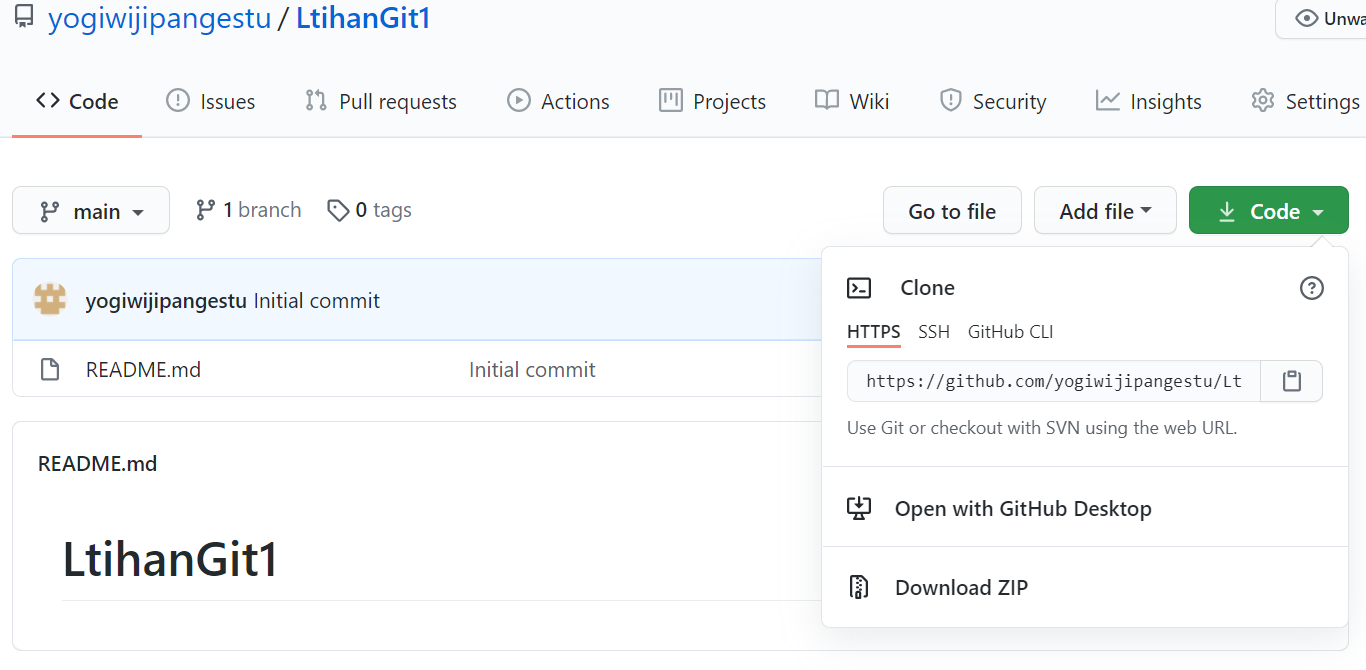 yogiwijipangestu / LtihanGit1
Code Issues Pull requests Actions Projects Wiki Security Insights Settings
main 1 branch 0 tags Go to file Add file Code
yogiwijipangestu Initial commit
README.md Initial commit
README.md
LtihanGit1
Clone
HTTPS SSH GitHub CLI
https://github.com/yogiwijipangestu/Lt
Use Git or checkout with SVN using the web URL.
Open with GitHub Desktop
Download ZIP